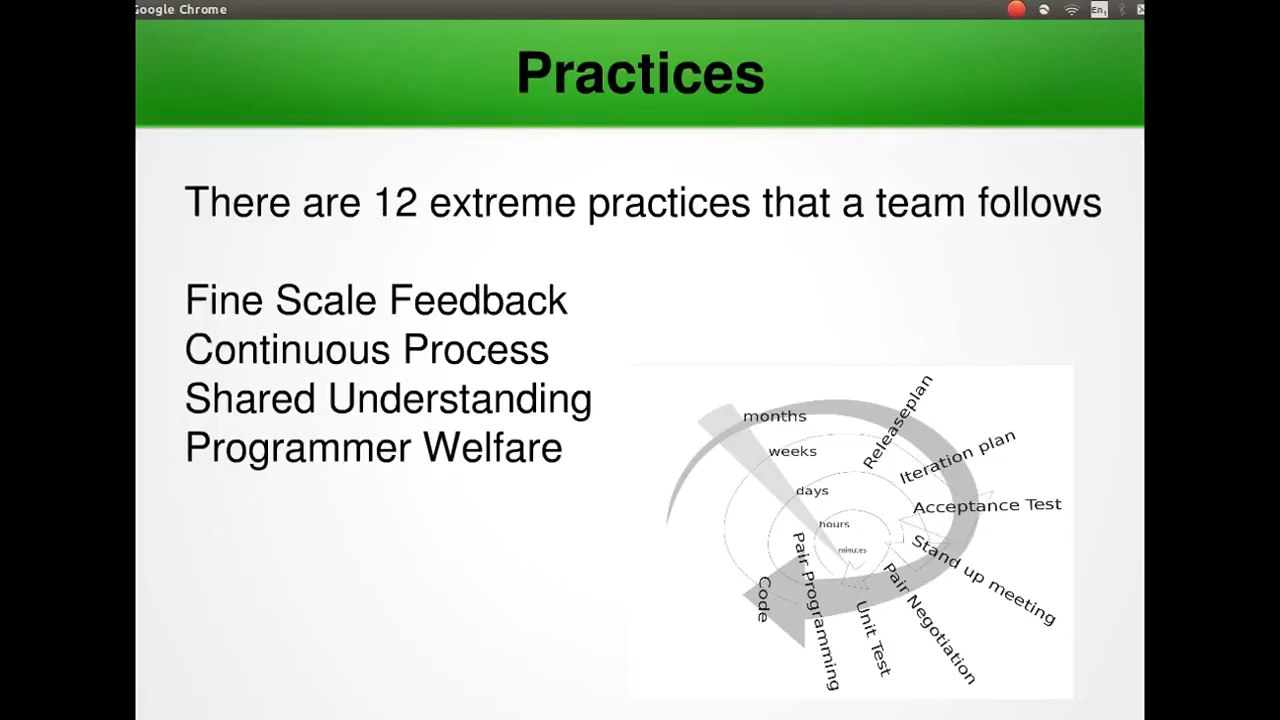 Google Chrome
En1
Practices
There are 12 extreme practices that a team follows
Fine Scale Feedback
Continuous Process
Shared Understanding
Programmer Welfare
months
weeks
days
hours
minutes
Releaseplan
Iteration plan
Acceptance Test
Stand up meeting
Pair Negotiation
Unit Test
Pair Programming
Code